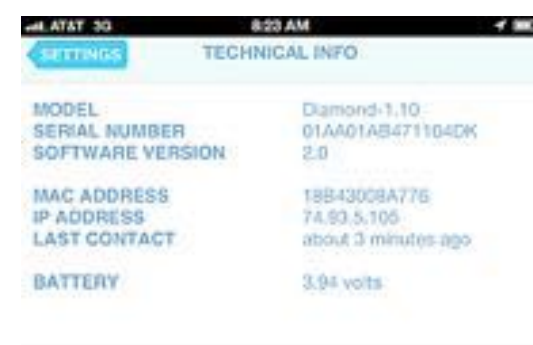 AT&T 3G 8:23 AM
SETTINGS TECHNICAL INFO
MODEL Diamond-1.10
SERIAL NUMBER 01AA01AB471104DK
SOFTWARE VERSION 2.0
MAC ADDRESS 18B43008A776
IP ADDRESS 74.93.5.105
LAST CONTACT about 3 minutes ago
BATTERY 3.94 volts